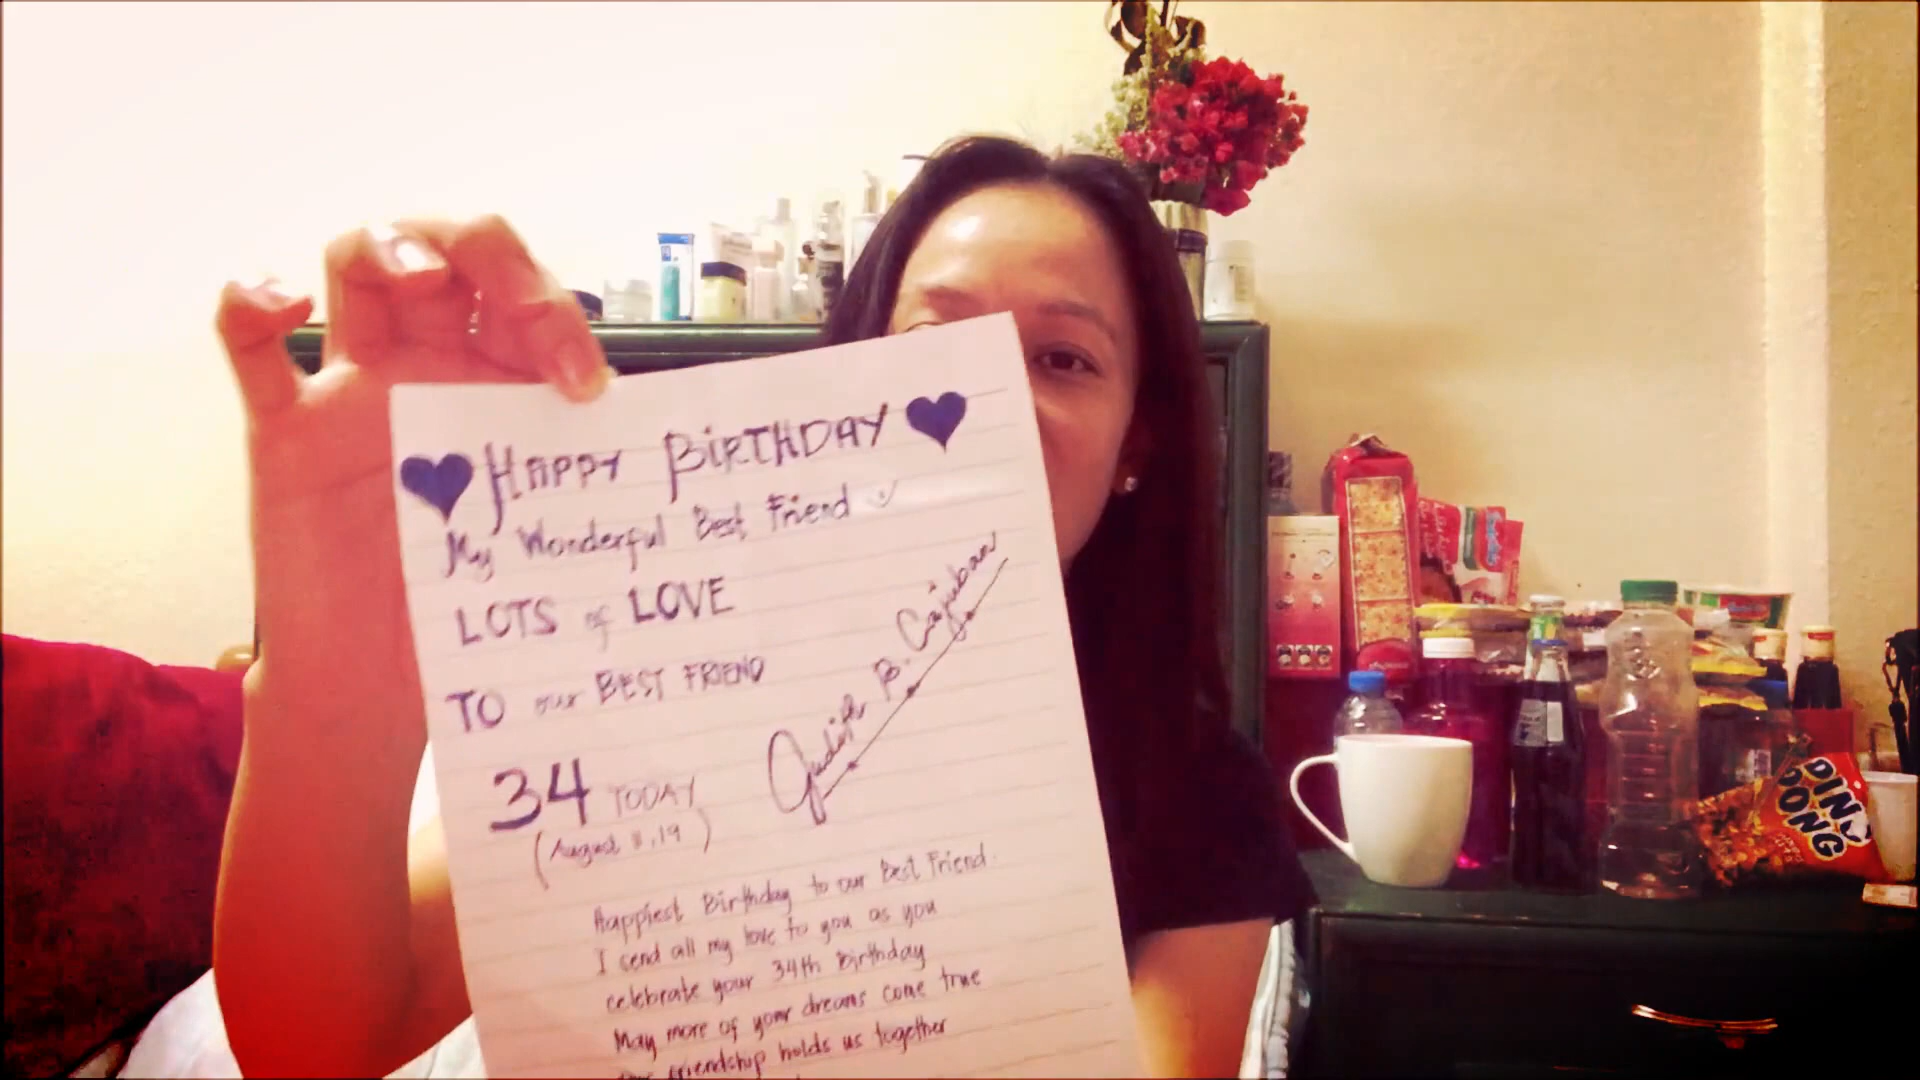 HAPPY BIRTHDAY
My Wonderful Best Friend
LOTS of LOVE
TO our BEST FRIEND
34 TODAY
(August 11, 19)
Judith B. Cajuban
Happiest Birthday to our Best Friend.
I send all my love to you as you
celebrate your 34th Birthday
May more of your dreams come true
friendship holds us together
DING
DONG